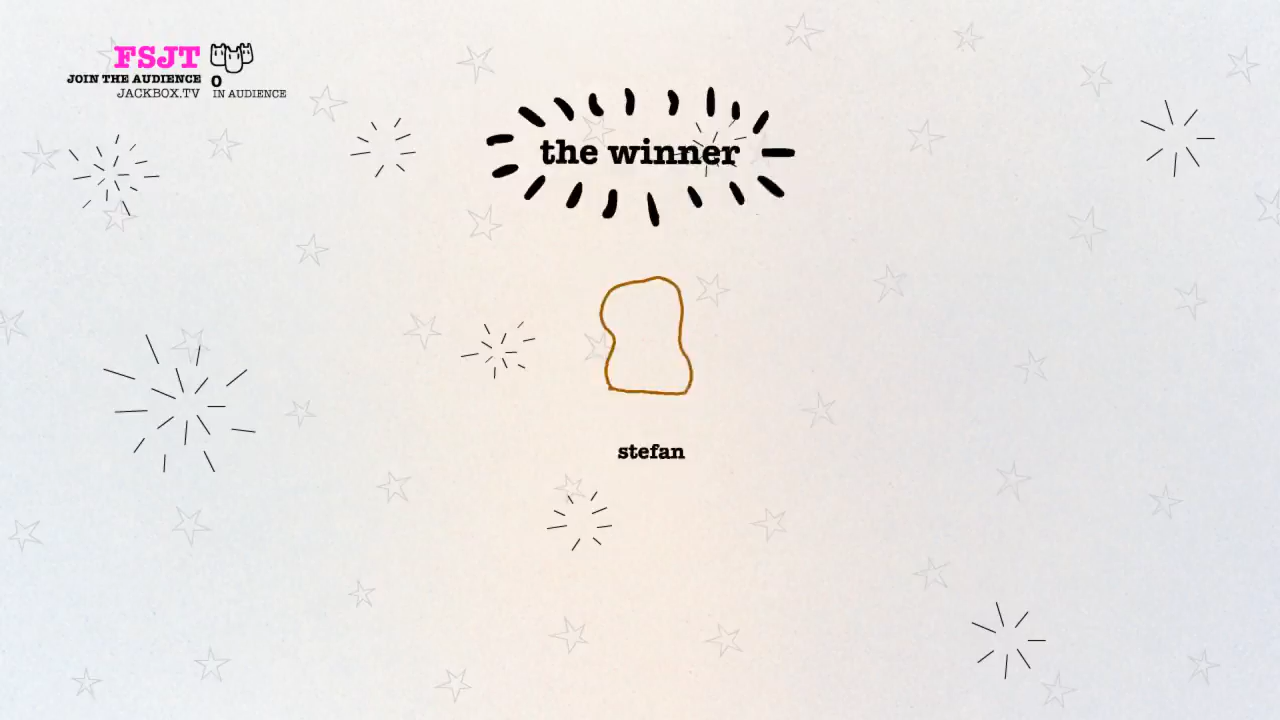 FSJT
JOIN THE AUDIENCE
JACKBOX.TV
0
IN AUDIENCE
the winner
stefan